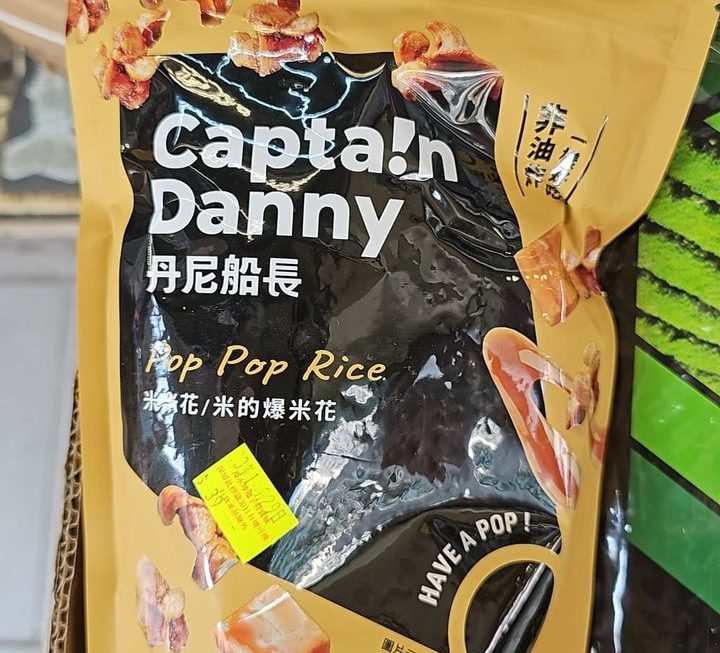 Capta!n
Danny
丹尼船長
Pop Pop Rice
米米花/米的爆米花
非油炸
HAVE A POP!